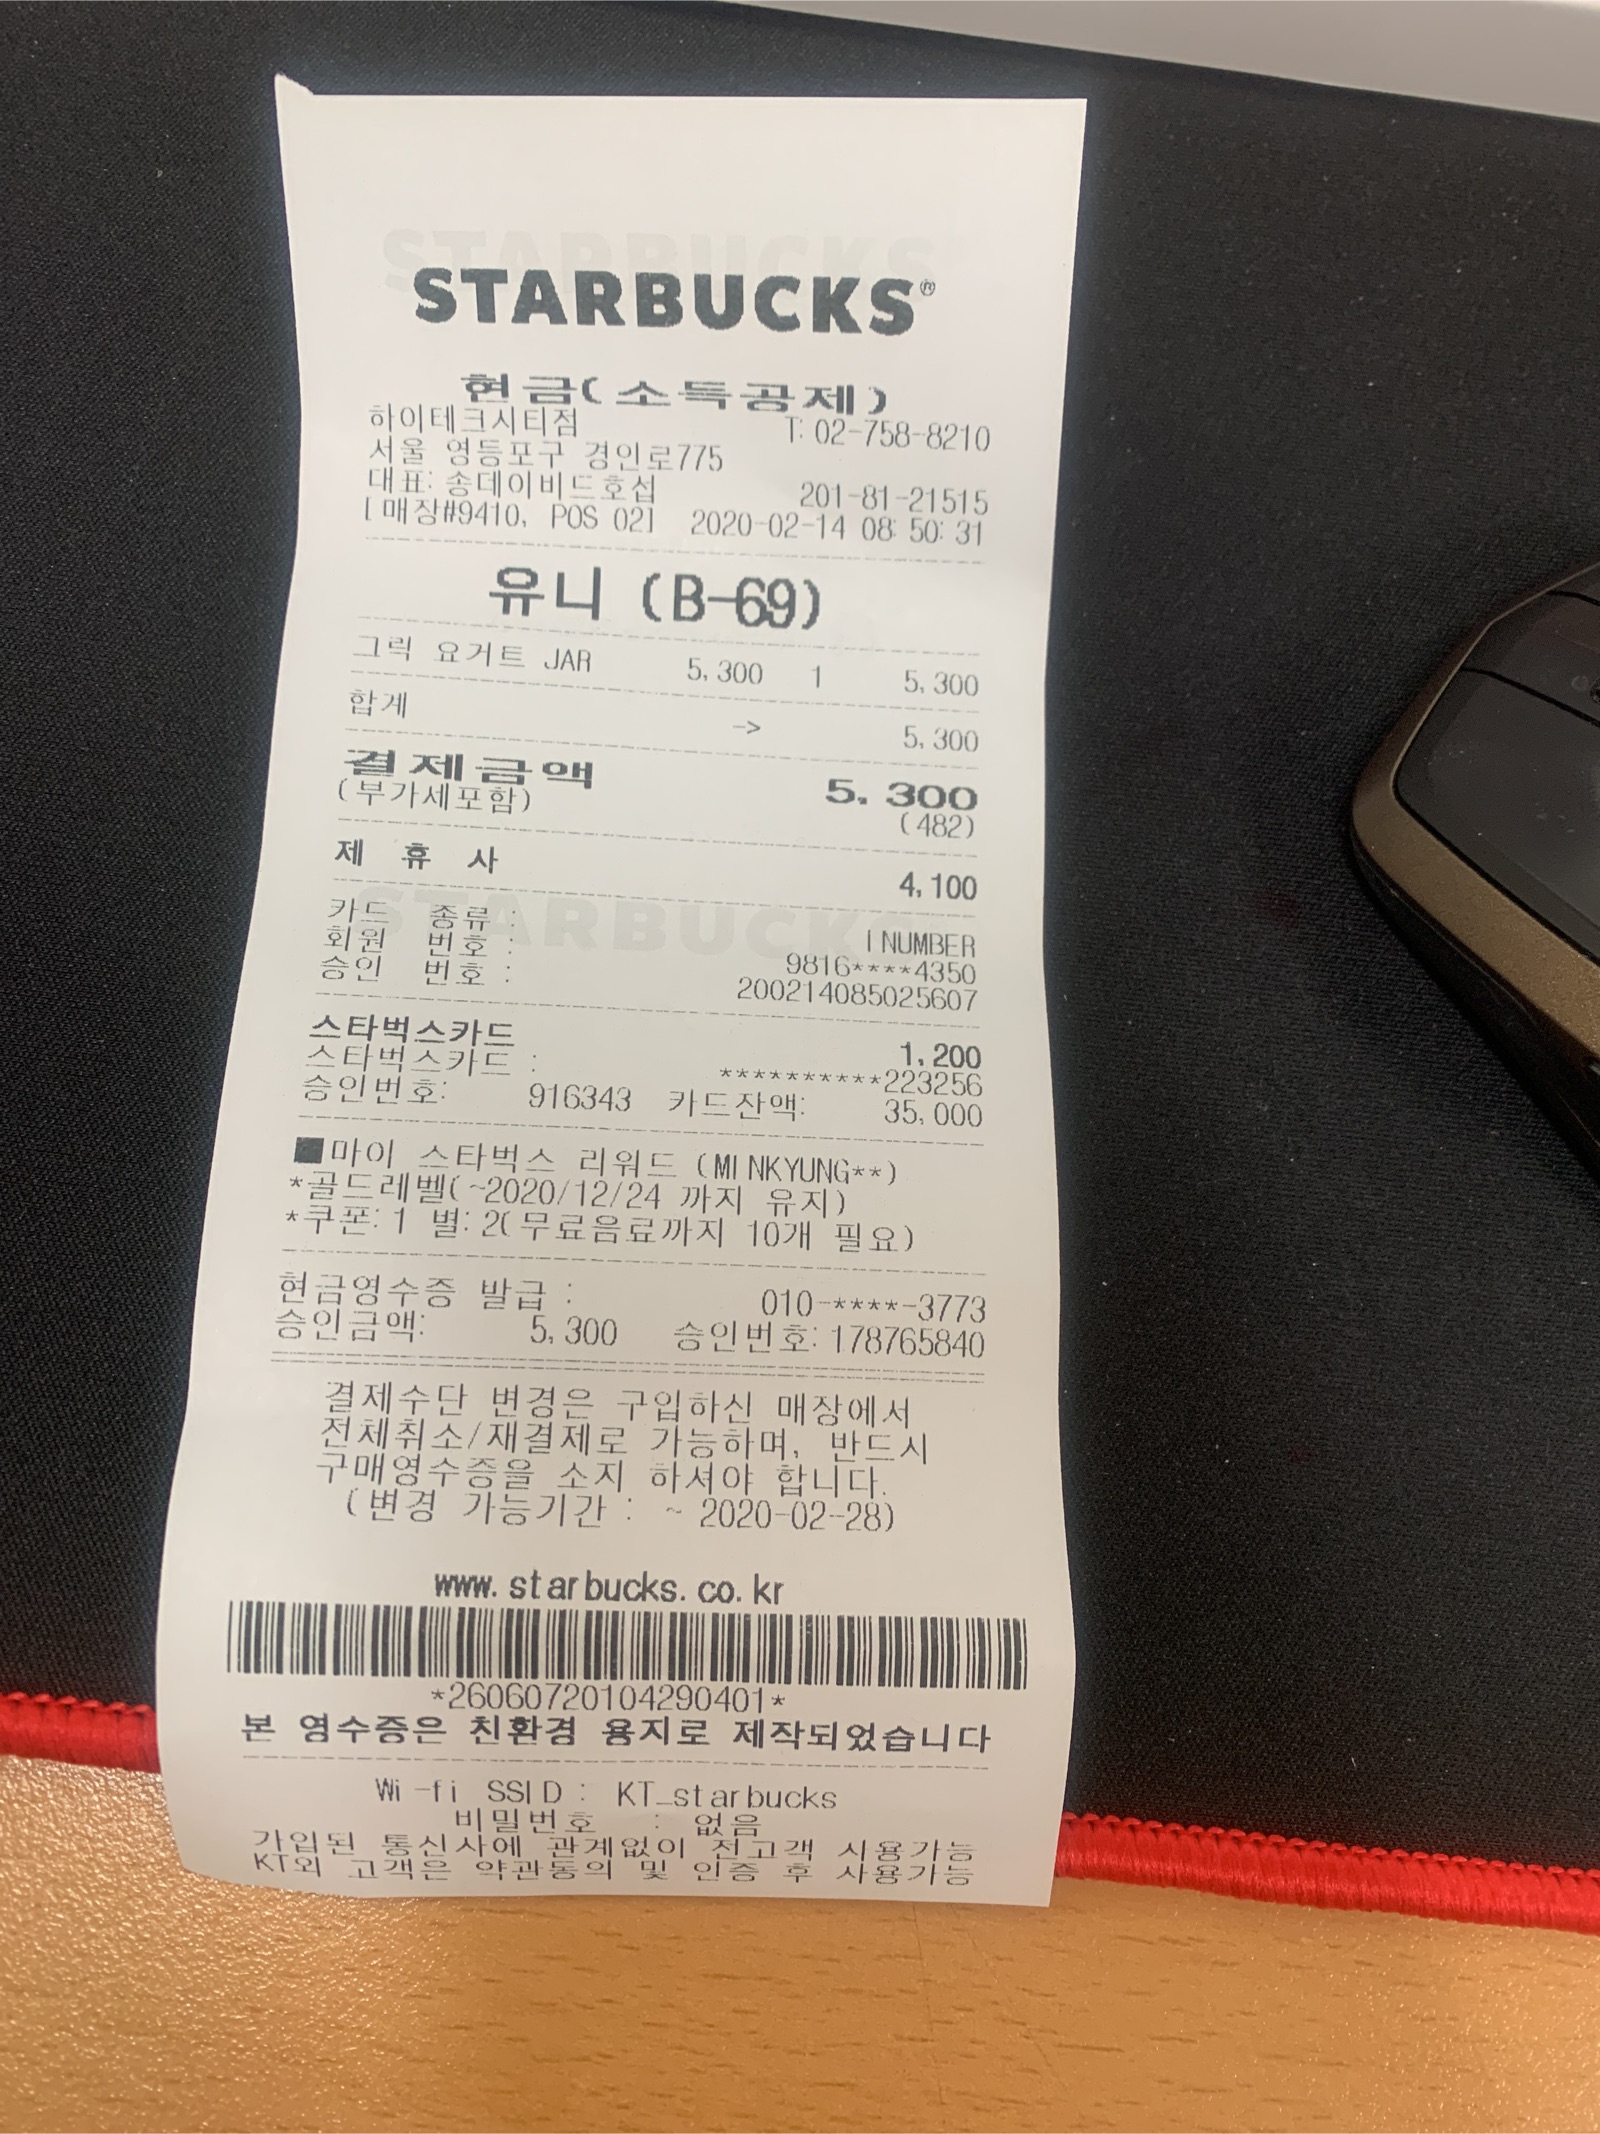 STARBUCKS®
현금(소득공제)
하이테크시티점 T: 02-758-8210
서울 영등포구 경인로775
대표: 송데이비드호섭 201-81-21515
[매장#9410, POS 02] 2020-02-14 08:50:31
유니 (B-69)
그릭 요거트 JAR 5,300 1 5,300
합계 -> 5,300
결제금액 5,300
(부가세포함) (482)
제 휴 사 4,100
카드 종류 : I NUMBER
회원 번호 : 9816****4350
승인 번호 : 200214085025607
스타벅스카드 1,200
스타벅스카드 : **********223256
승인번호: 916343 카드잔액: 35,000
■마이 스타벅스 리워드 (MINKYUNG**)
*골드레벨(~2020/12/24 까지 유지)
*쿠폰: 1 별: 2(무료음료까지 10개 필요)
현금영수증 발급 : 010-****-3773
승인금액: 5,300 승인번호: 178765840
결제수단 변경은 구입하신 매장에서
전체취소/재결제로 가능하며, 반드시
구매영수증을 소지 하셔야 합니다.
(변경 가능기간 : ~ 2020-02-28)
www.starbucks.co.kr
*26060720104290401*
본 영수증은 친환경 용지로 제작되었습니다
Wi-fi SSID : KT_starbucks
비밀번호 : 없음
가입된 통신사에 관계없이 전고객 사용가능
KT외 고객은 약관동의 및 인증 후 사용가능